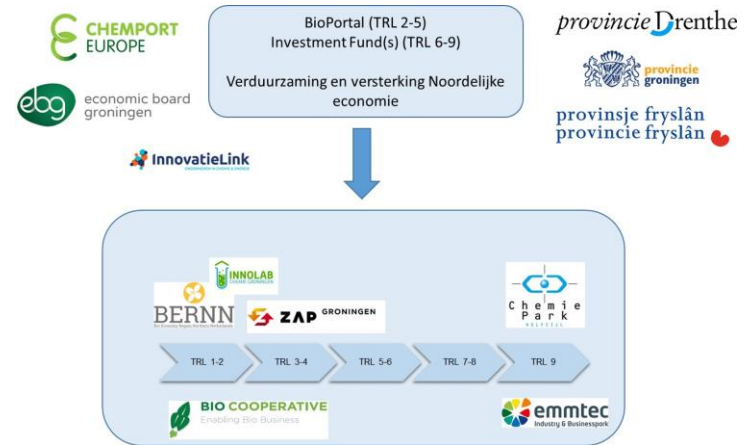 CHEMPORT
EUROPE
BioPortal (TRL 2-5)
Investment Fund(s) (TRL 6-9)
Verduurzaming en versterking Noordelijke
economie
provincie Drenthe
provincie
groningen
ebg economic board
groningen
provinsje fryslân
provincie fryslân
InnovatieLink
INNOLAB
BERNN
ZAP GRONINGEN
Chemie
Park
DELFZIJL
TRL 1-2
TRL 3-4
TRL 5-6
TRL 7-8
TRL 9
BIO COOPERATIVE
Enabling Bio Business
emmtec
Industry & Businesspark